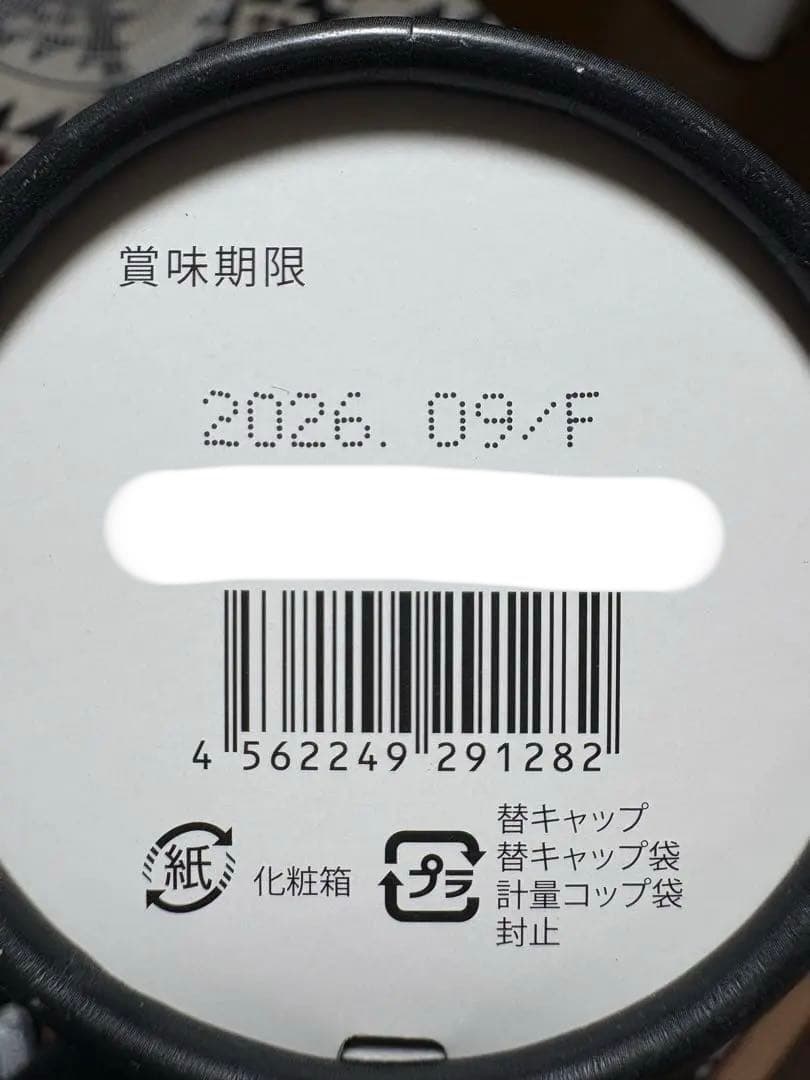 賞味期限
2026. 09/F
4 562249 291282
紙
化粧箱
プラ
替キャップ
替キャップ袋
計量コップ袋
封止